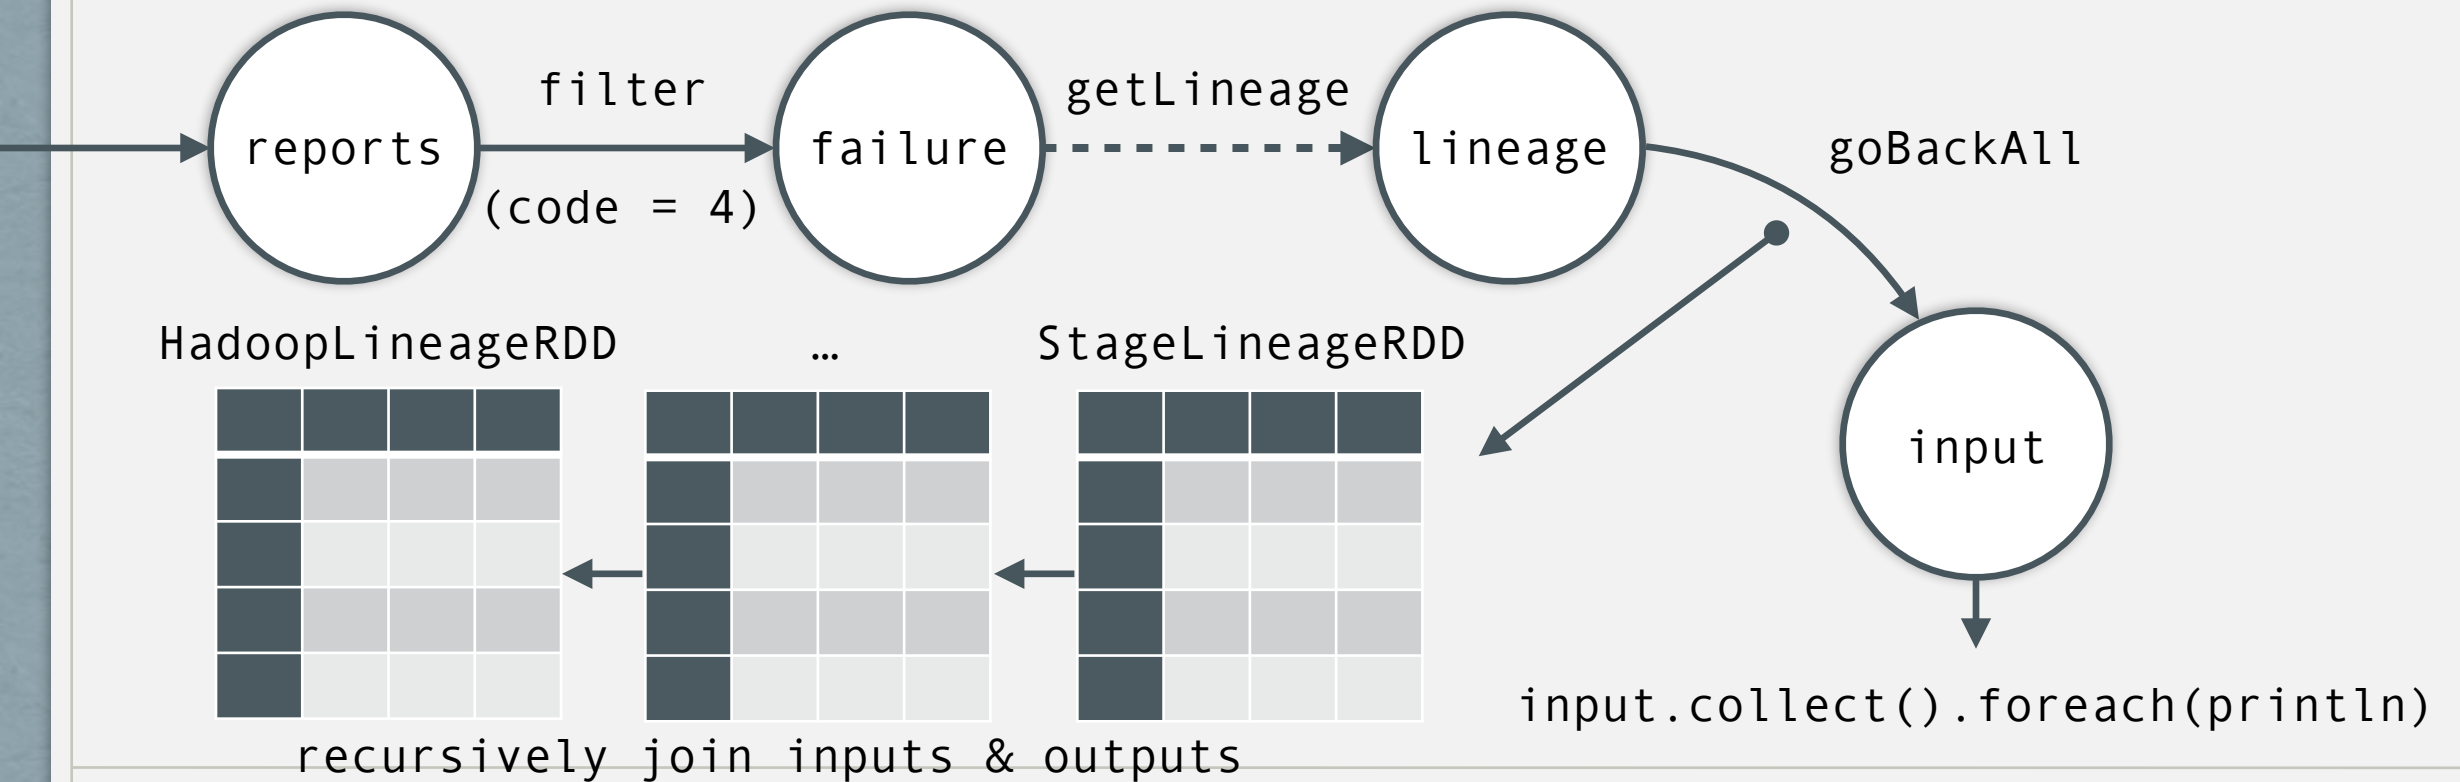 filter
getLineage
reports
failure
lineage
goBackAll
(code = 4)
HadoopLineageRDD
…
StageLineageRDD
input
input.collect().foreach(println)
recursively join inputs & outputs